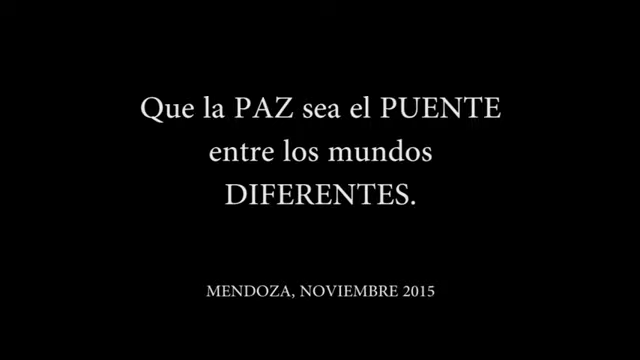 Que la PAZ sea el PUENTE
entre los mundos
DIFERENTES.
MENDOZA, NOVIEMBRE 2015